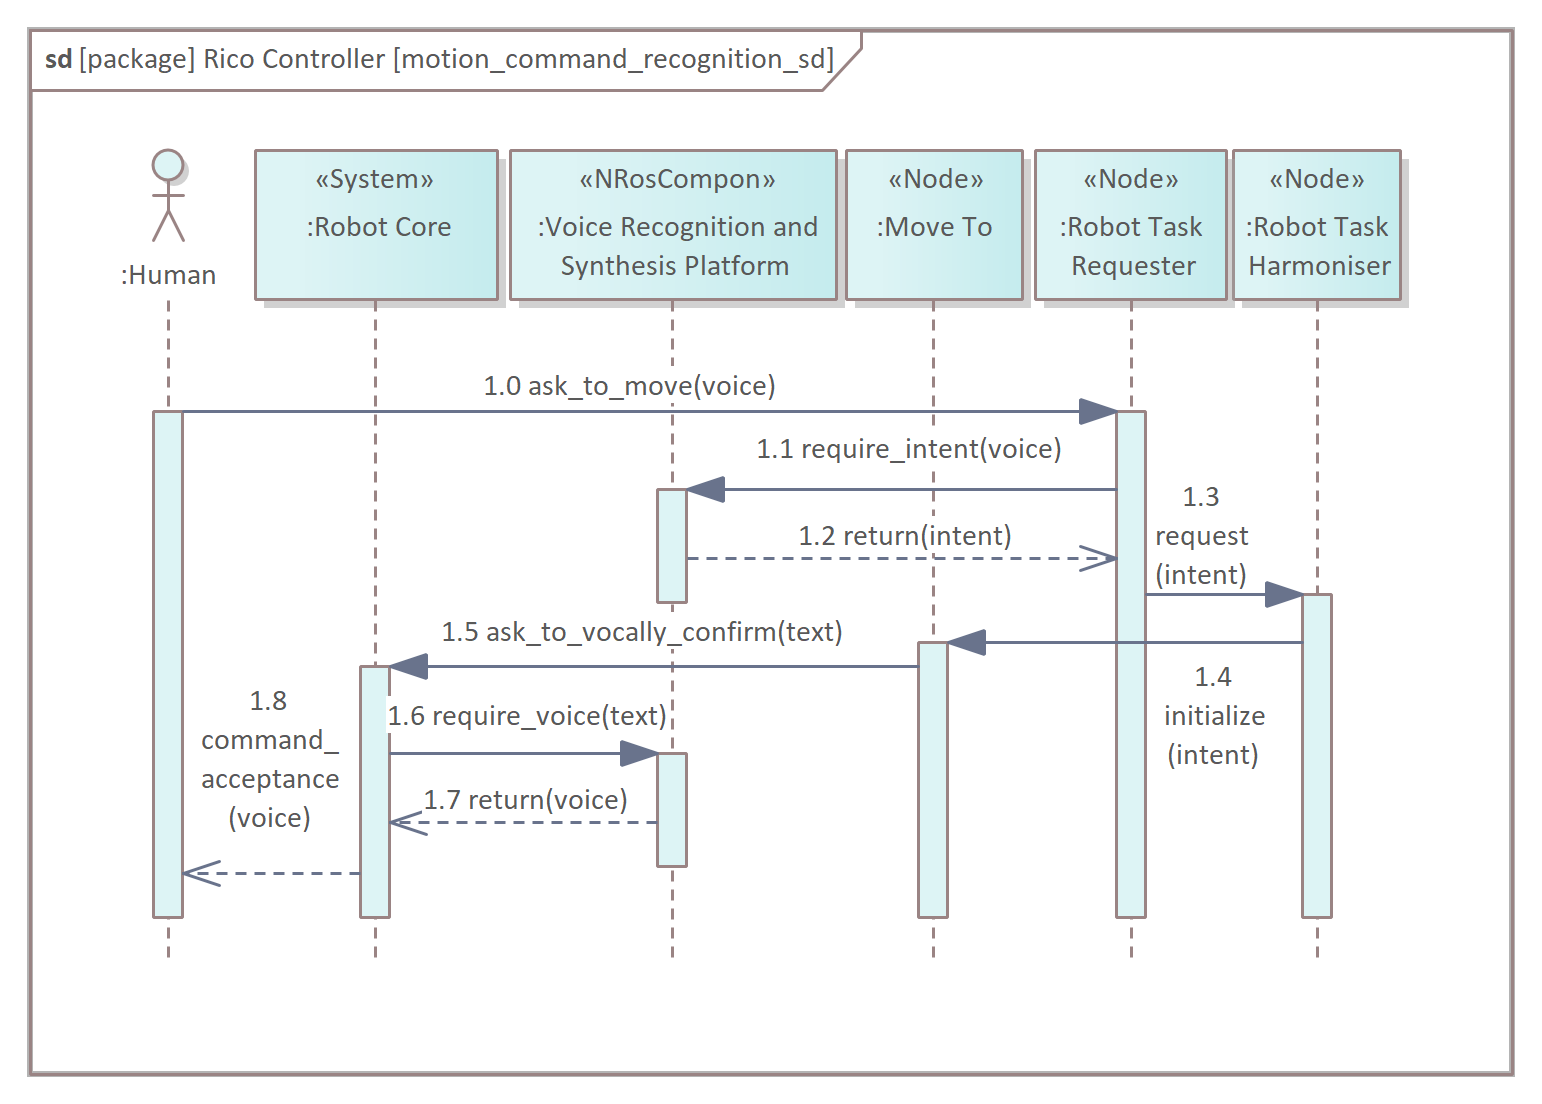 sd [package] Rico Controller [motion_command_recognition_sd]
:Human
«System»
:Robot Core
«NRosCompon»
:Voice Recognition and
Synthesis Platform
«Node»
:Move To
«Node»
:Robot Task
Requester
«Node»
:Robot Task
Harmoniser
1.0 ask_to_move(voice)
1.1 require_intent(voice)
1.2 return(intent)
1.3
request
(intent)
1.4
initialize
(intent)
1.5 ask_to_vocally_confirm(text)
1.6 require_voice(text)
1.7 return(voice)
1.8
command_
acceptance
(voice)